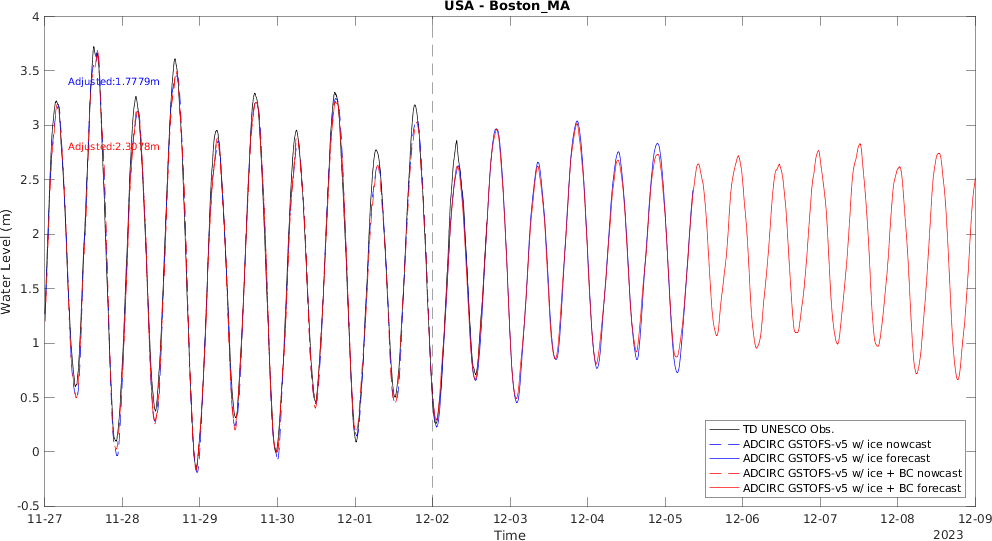 USA - Boston_MA
4
3.5
3
2.5
2
1.5
1
0.5
0
-0.5
Water Level (m)
Adjusted:1.7779m
Adjusted:2.3078m
TD UNESCO Obs.
ADCIRC GSTOFS-v5 w/ ice nowcast
ADCIRC GSTOFS-v5 w/ ice forecast
ADCIRC GSTOFS-v5 w/ ice + BC nowcast
ADCIRC GSTOFS-v5 w/ ice + BC forecast
11-27 11-28 11-29 11-30 12-01 12-02 12-03 12-04 12-05 12-06 12-07 12-08 12-09
Time
2023